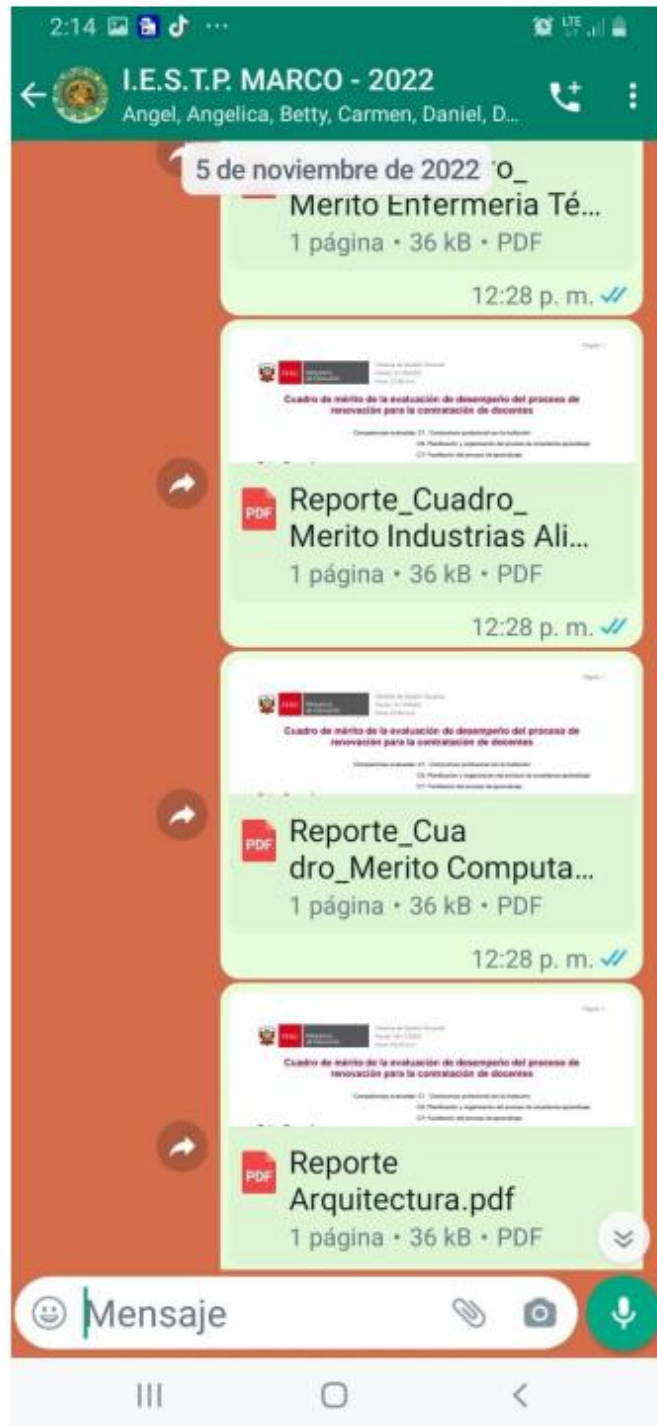 2:14
LTE
I.E.S.T.P. MARCO - 2022
Angel, Angelica, Betty, Carmen, Daniel, D...
5 de noviembre de 2022
o_
Merito Enfermeria Té...
1 página • 36 kB • PDF
12:28 p. m.
PERÚ
Cuadro de mérito de la evaluación de desempeño del proceso de
renovación para la contratación de docentes
PDF
Reporte_Cuadro_
Merito Industrias Ali...
1 página • 36 kB • PDF
12:28 p. m.
PERÚ
Cuadro de mérito de la evaluación de desempeño del proceso de
renovación para la contratación de docentes
PDF
Reporte_Cua
dro_Merito Computa...
1 página • 36 kB • PDF
12:28 p. m.
PERÚ
Cuadro de mérito de la evaluación de desempeño del proceso de
renovación para la contratación de docentes
PDF
Reporte
Arquitectura.pdf
1 página • 36 kB • PDF
Mensaje